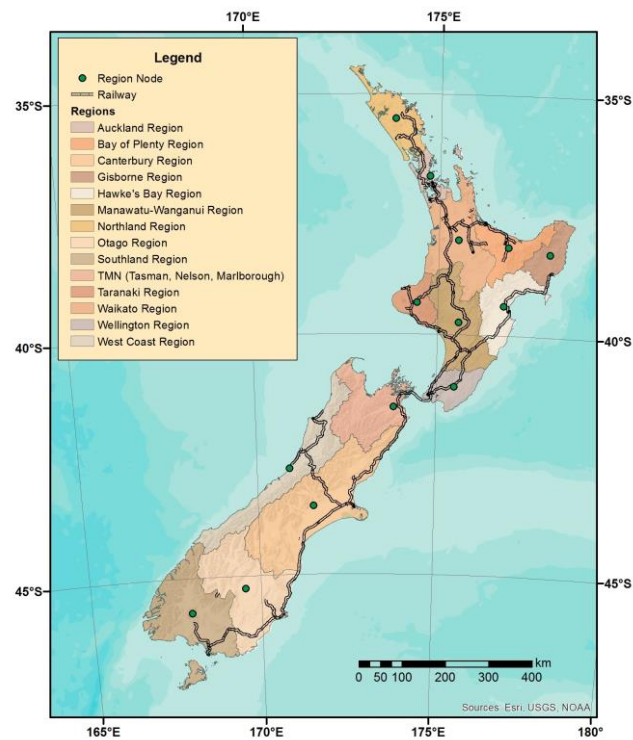 170°E
175°E
Legend
Region Node
Railway
Regions
Auckland Region
Bay of Plenty Region
Canterbury Region
Gisborne Region
Hawke's Bay Region
Manawatu-Wanganui Region
Northland Region
Otago Region
Southland Region
TMN (Tasman, Nelson, Marlborough)
Taranaki Region
Waikato Region
Wellington Region
West Coast Region
35°S
35°S
40°S
40°S
45°S
45°S
km
0 50 100 200 300 400
Sources: Esri, USGS, NOAA
165°E
170°E
175°E
180°